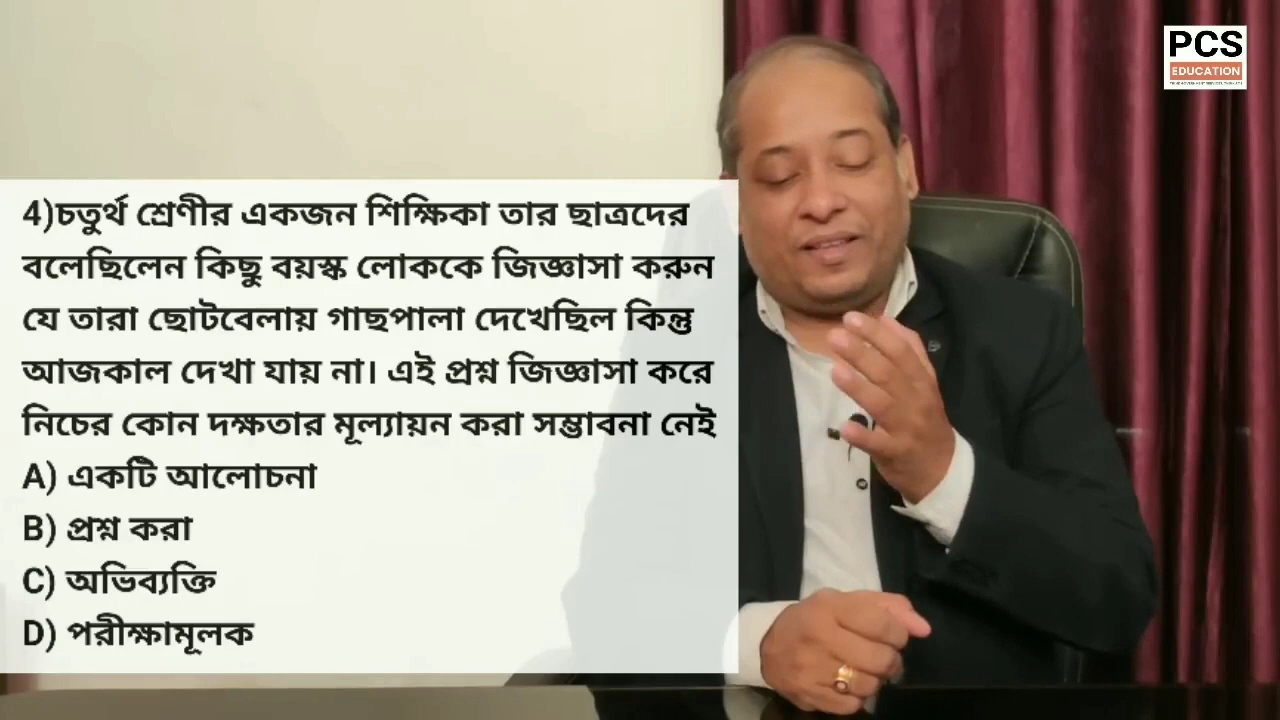 PCS
EDUCATION
4)চতুর্থ শ্রেণীর একজন শিক্ষিকা তার ছাত্রদের
বলেছিলেন কিছু বয়স্ক লোককে জিজ্ঞাসা করুন
যে তারা ছোটবেলায় গাছপালা দেখেছিল কিন্তু
আজকাল দেখা যায় না। এই প্রশ্ন জিজ্ঞাসা করে
নিচের কোন দক্ষতার মূল্যায়ন করা সম্ভাবনা নেই
A) একটি আলোচনা
B) প্রশ্ন করা
C) অভিব্যক্তি
D) পরীক্ষামূলক